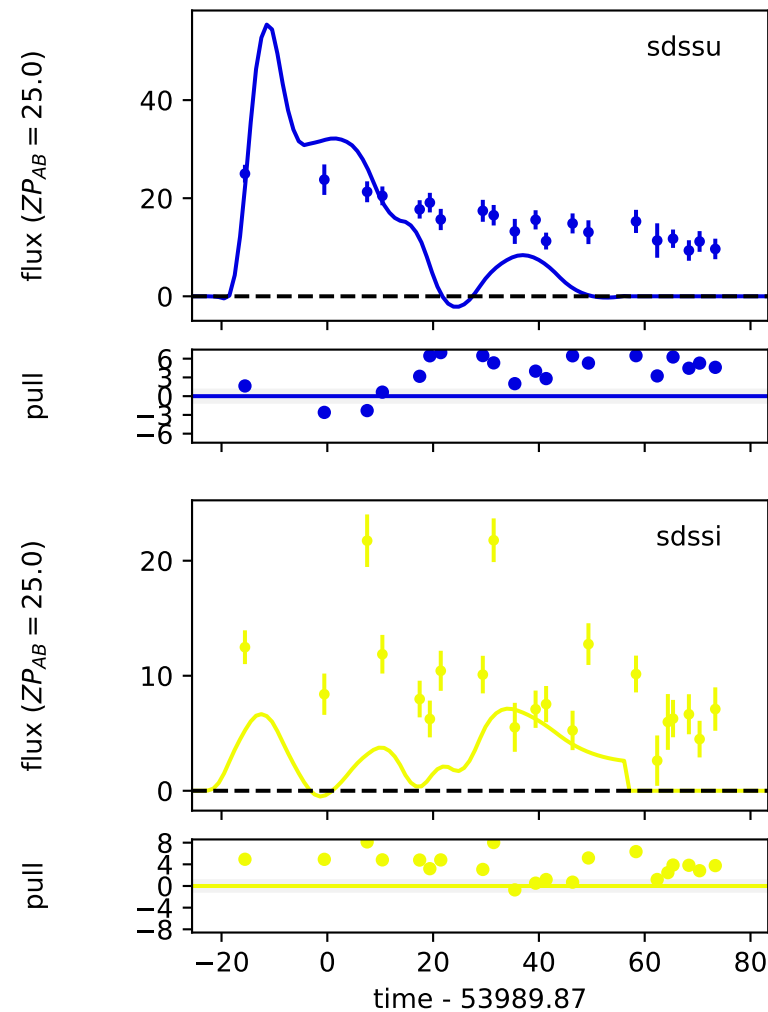 sdssu
flux (ZP_AB = 25.0)
40
20
0
pull
6
3
0
−3
−6
sdssi
flux (ZP_AB = 25.0)
20
10
0
pull
8
4
0
−4
−8
−20 0 20 40 60 80
time - 53989.87